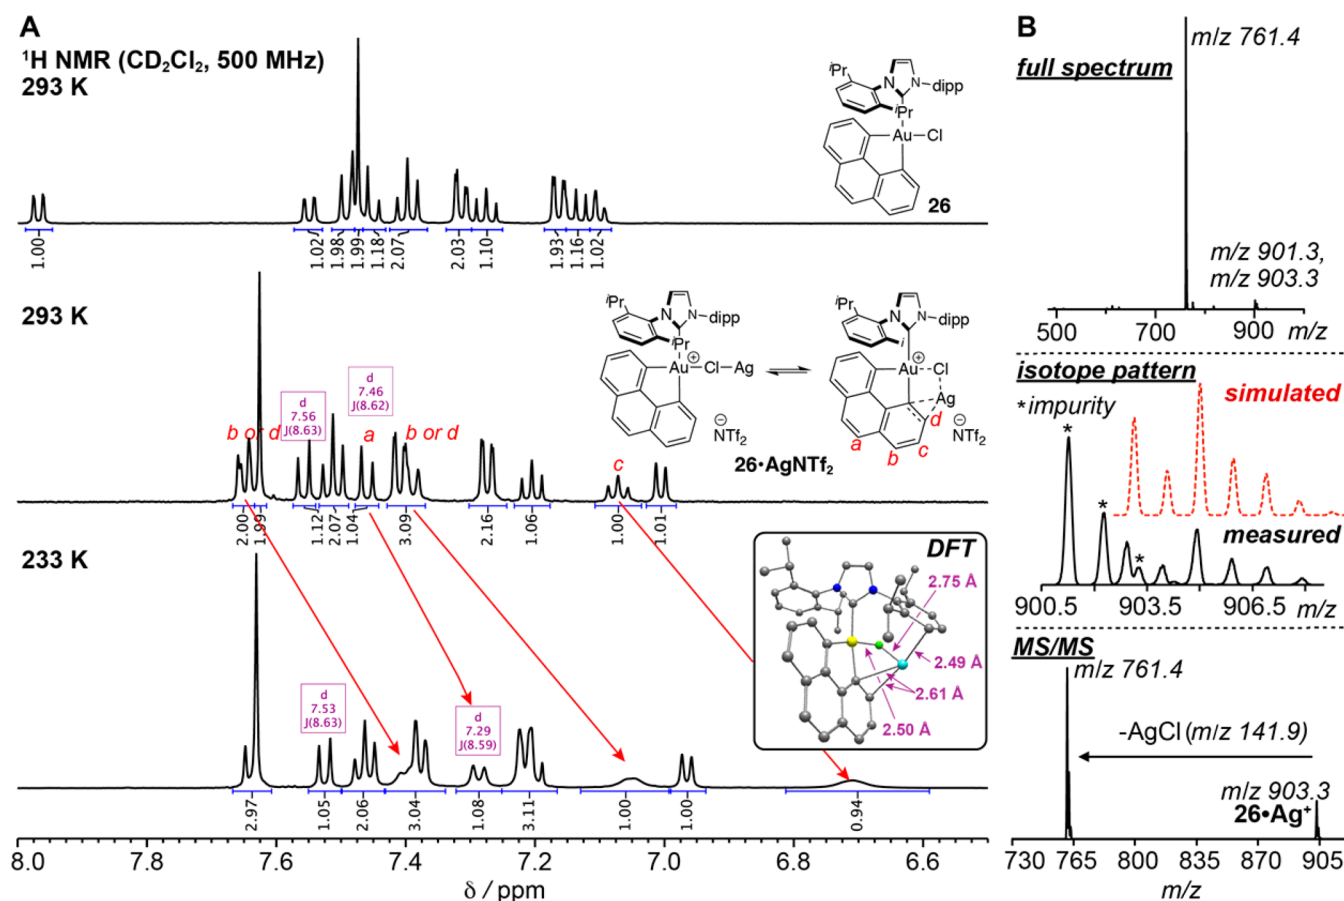 A
¹H NMR (CD₂Cl₂, 500 MHz)
293 K
ⁱPr
N
N
dipp
ⁱPr
Au
Cl
26
1.00
1.02
1.98
1.99
1.18
2.07
2.03
1.10
1.93
1.16
1.02
293 K
b or d
d
7.56
J(8.63)
d
7.46
J(8.62)
a
b or d
c
ⁱPr
N
N
dipp
ⁱPr
Au
⊕
Cl
Ag
⊖
NTf₂
ⁱPr
N
N
dipp
i
Au
⊕
Cl
Ag
d
c
b
a
⊖
NTf₂
26•AgNTf₂
2.00
1.99
1.12
2.07
1.04
3.09
2.16
1.06
1.00
1.01
233 K
d
7.53
J(8.63)
d
7.29
J(8.59)
DFT
2.75 Å
2.49 Å
2.61 Å
2.50 Å
2.97
1.05
2.06
3.04
1.08
3.11
1.00
1.00
0.94
8.0
7.8
7.6
7.4
7.2
7.0
6.8
6.6
δ / ppm
B
full spectrum
m/z 761.4
m/z 901.3,
m/z 903.3
500
700
900
m/z
isotope pattern
*impurity
simulated
*
*
*
measured
900.5
903.5
906.5
m/z
MS/MS
m/z 761.4
-AgCl (m/z 141.9)
m/z 903.3
26•Ag⁺
730
765
800
835
870
905
m/z